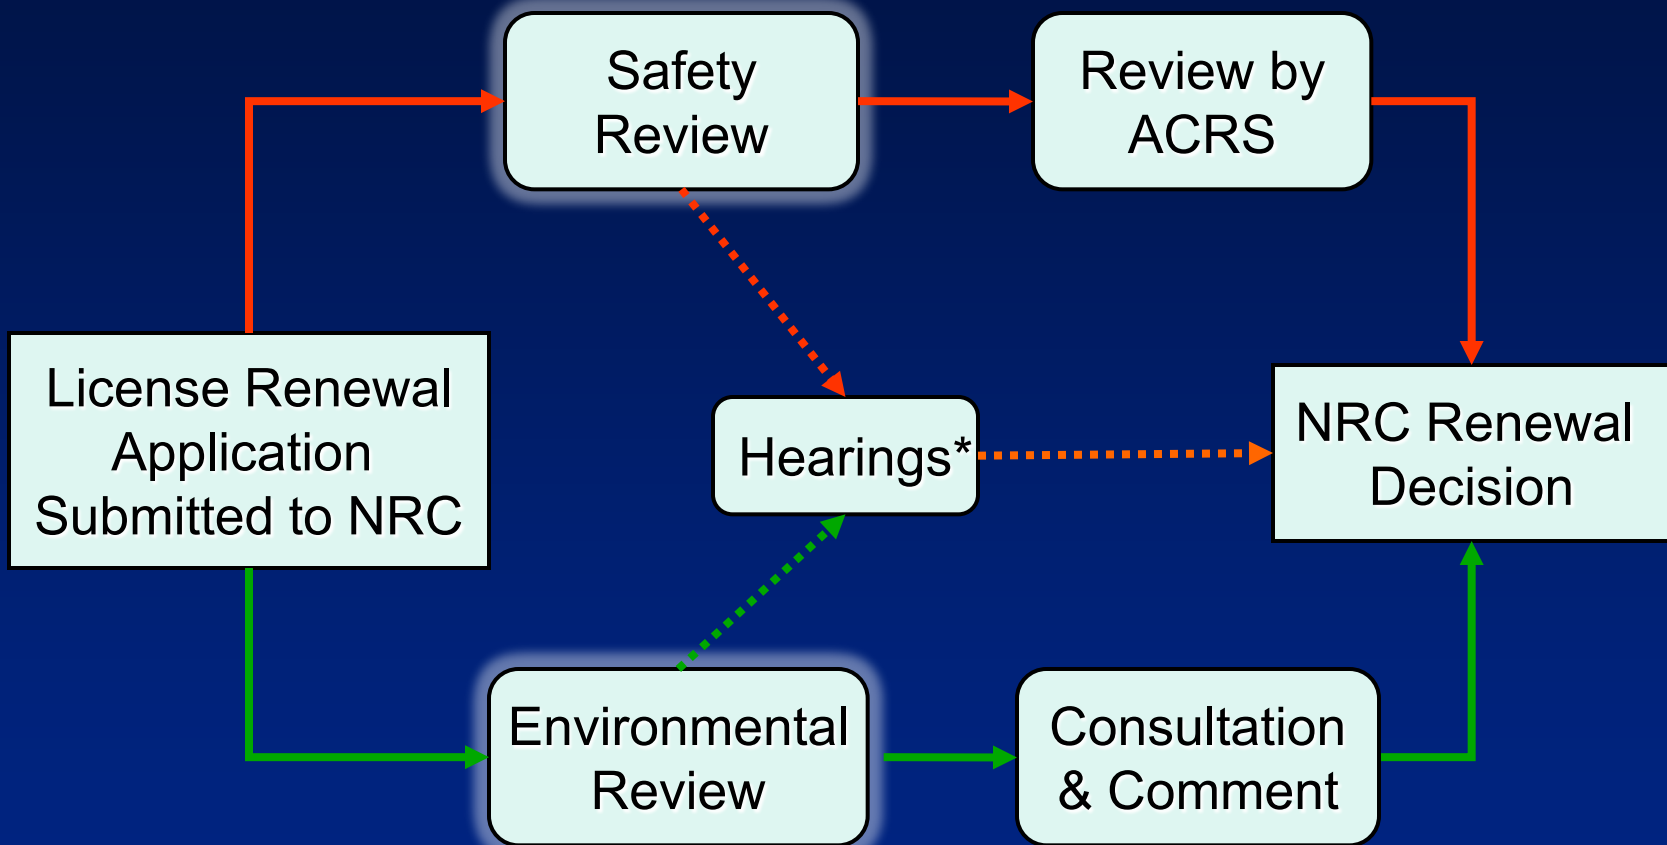 Safety
Review
Review by
ACRS
License Renewal
Application
Submitted to NRC
Hearings*
NRC Renewal
Decision
Environmental
Review
Consultation
& Comment